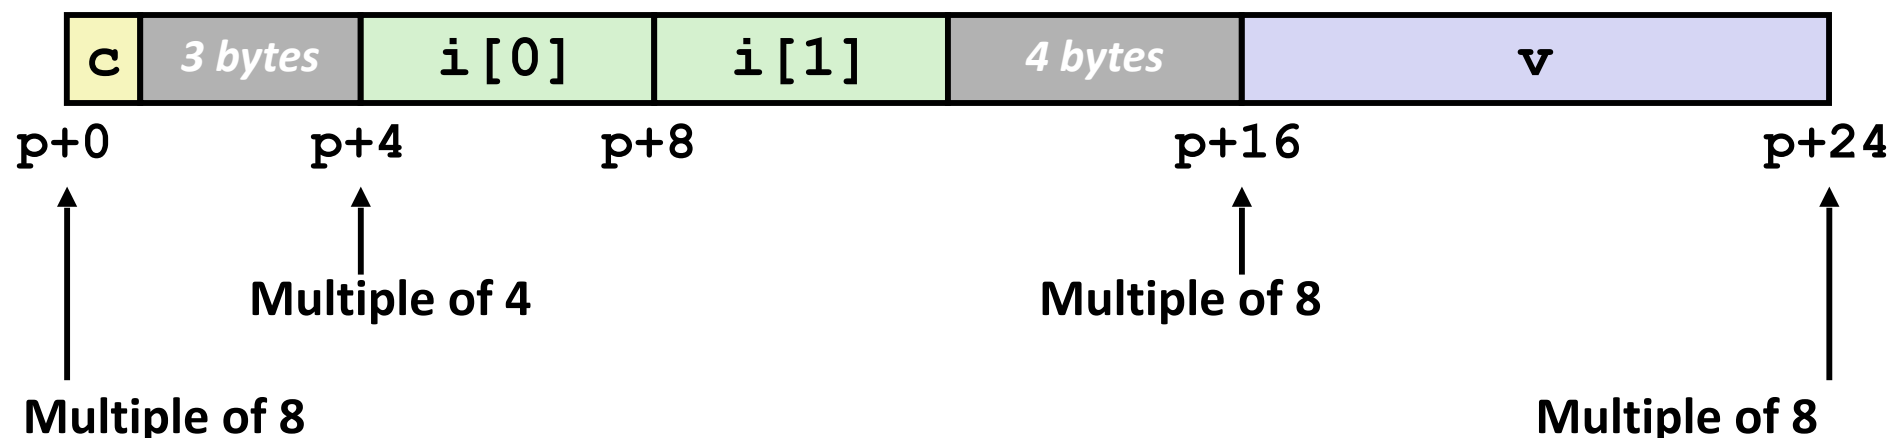 c 3 bytes i[0] i[1] 4 bytes v
p+0 p+4 p+8 p+16 p+24
Multiple of 4 Multiple of 8
Multiple of 8 Multiple of 8